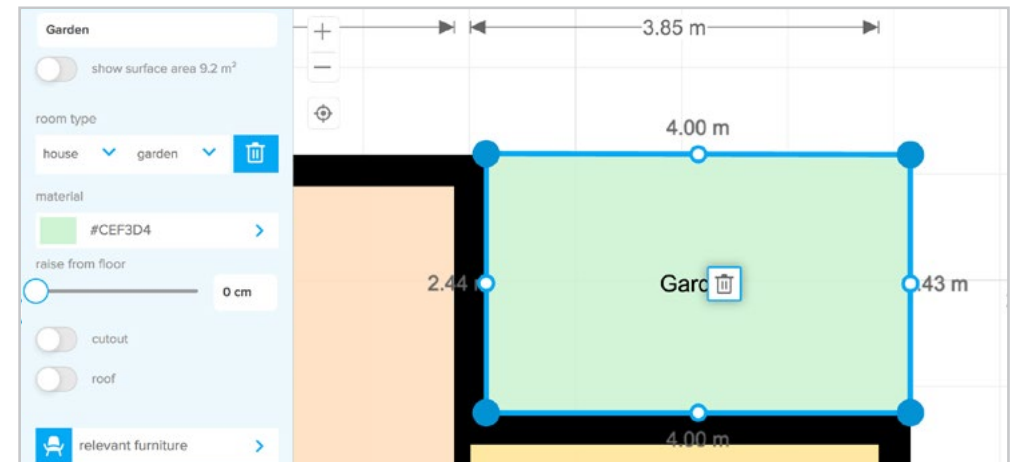 Garden
show surface area 9.2 m²
room type
house garden
material
#CEF3D4
raise from floor
0 cm
cutout
roof
relevant furniture
3.85 m
4.00 m
2.44
Gard
.43 m
4.00 m